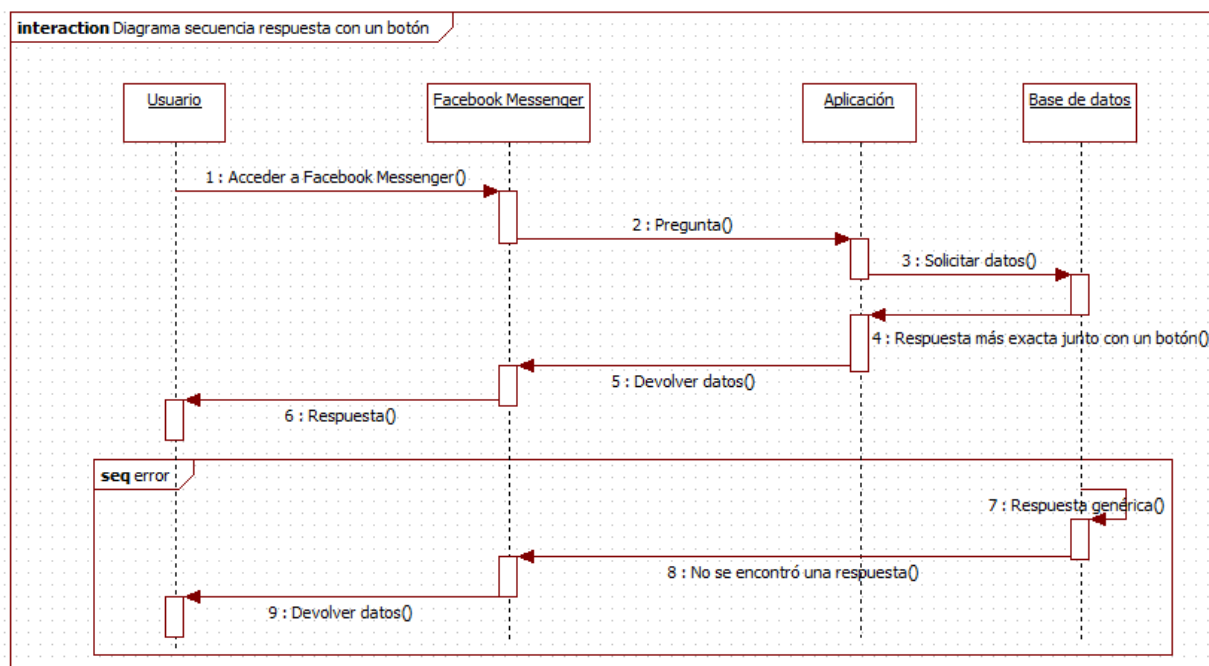 interaction Diagrama secuencia respuesta con un botón
Usuario
Facebook Messenger
Aplicación
Base de datos
1 : Acceder a Facebook Messenger()
2 : Pregunta()
3 : Solicitar datos()
4 : Respuesta más exacta junto con un botón()
5 : Devolver datos()
6 : Respuesta()
seq error
7 : Respuesta genérica()
8 : No se encontró una respuesta()
9 : Devolver datos()